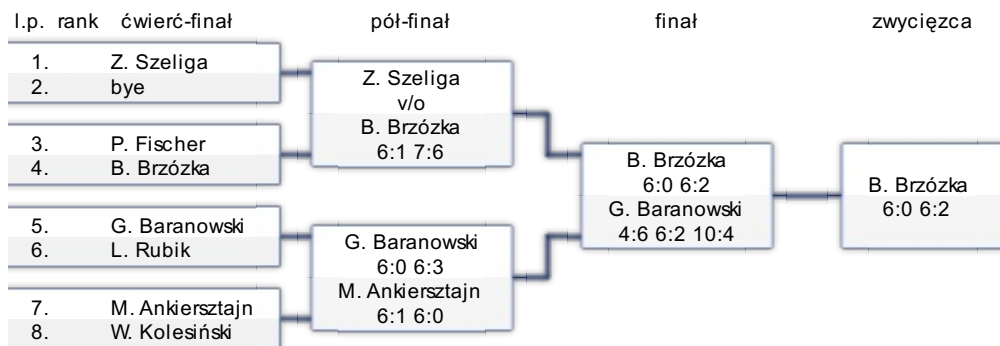 l.p. rank ćwierć-finał pół-finał finał zwycięzca
1. Z. Szeliga
2. bye
3. P. Fischer
4. B. Brzózka
5. G. Baranowski
6. L. Rubik
7. M. Ankiersztajn
8. W. Kolesiński
Z. Szeliga
v/o
B. Brzózka
6:1 7:6
G. Baranowski
6:0 6:3
M. Ankiersztajn
6:1 6:0
B. Brzózka
6:0 6:2
G. Baranowski
4:6 6:2 10:4
B. Brzózka
6:0 6:2